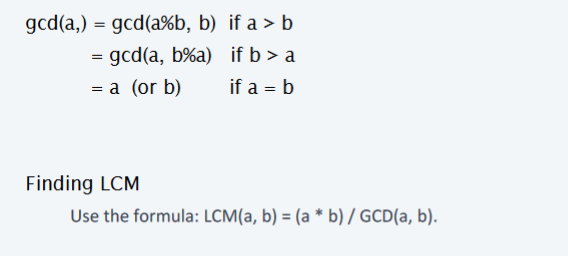 gcd(a,) = gcd(a%b, b) if a > b
= gcd(a, b%a) if b > a
= a (or b) if a = b
Finding LCM
Use the formula: LCM(a, b) = (a * b) / GCD(a, b).